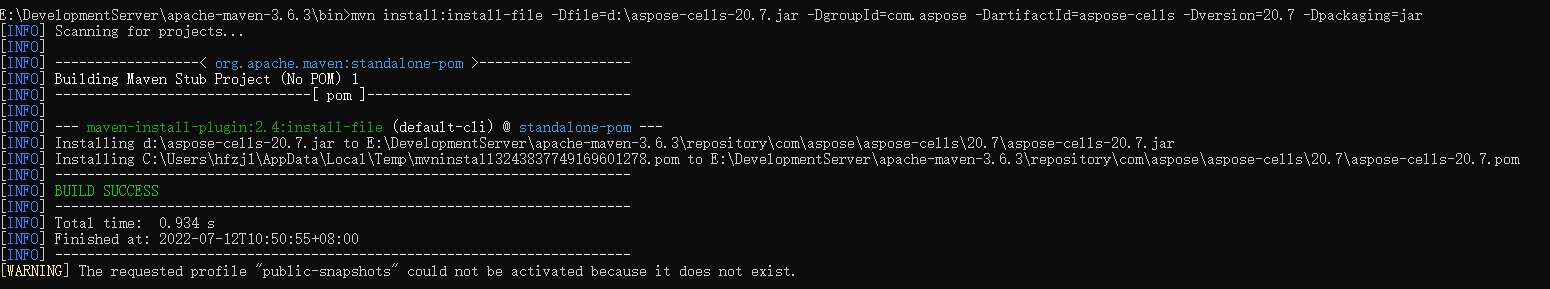 E:\DevelopmentServer\apache-maven-3.6.3\bin>mvn install:install-file -Dfile=d:\aspose-cells-20.7.jar -DgroupId=com.aspose -DartifactId=aspose-cells -Dversion=20.7 -Dpackaging=jar
[INFO] Scanning for projects...
[INFO]
[INFO] ------------------< org.apache.maven:standalone-pom >-------------------
[INFO] Building Maven Stub Project (No POM) 1
[INFO] --------------------------------[ pom ]---------------------------------
[INFO]
[INFO] --- maven-install-plugin:2.4:install-file (default-cli) @ standalone-pom ---
[INFO] Installing d:\aspose-cells-20.7.jar to E:\DevelopmentServer\apache-maven-3.6.3\repository\com\aspose\aspose-cells\20.7\aspose-cells-20.7.jar
[INFO] Installing C:\Users\hfzjl\AppData\Local\Temp\mvninstall3243837749169601278.pom to E:\DevelopmentServer\apache-maven-3.6.3\repository\com\aspose\aspose-cells\20.7\aspose-cells-20.7.pom
[INFO] ------------------------------------------------------------------------
[INFO] BUILD SUCCESS
[INFO] ------------------------------------------------------------------------
[INFO] Total time:  0.934 s
[INFO] Finished at: 2022-07-12T10:50:55+08:00
[INFO] ------------------------------------------------------------------------
[WARNING] The requested profile "public-snapshots" could not be activated because it does not exist.